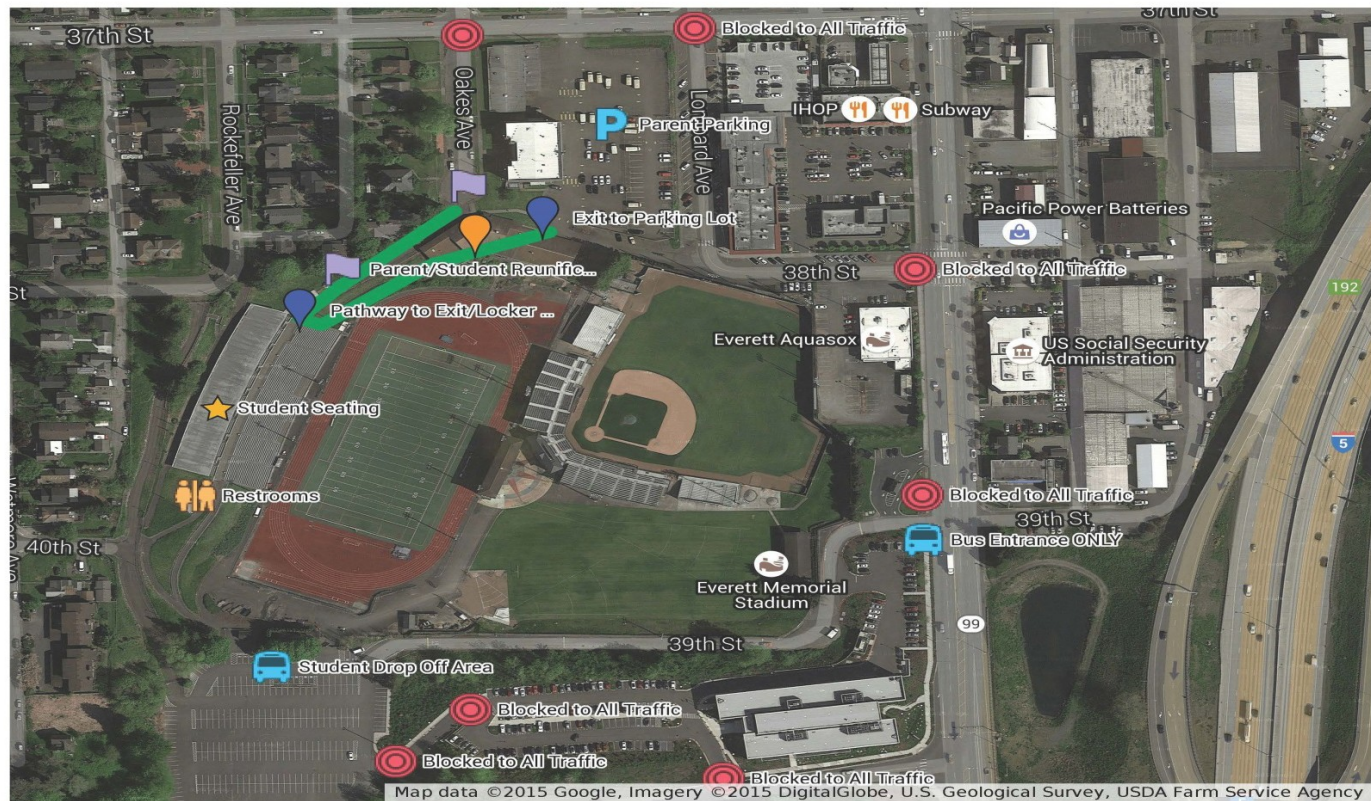 37th St
Blocked to All Traffic
37th St
Oakes Ave
Rockefeller Ave
Parent Parking
Lombard Ave
IHOP
Subway
Exit to Parking Lot
Pacific Power Batteries
Parent/Student Reunific...
38th St
Blocked to All Traffic
192
St
Pathway to Exit/Locker ...
Everett Aquasox
US Social Security
Administration
Student Seating
5
Restrooms
Blocked to All Traffic
39th St
Bus Entrance ONLY
40th St
Everett Memorial
Stadium
99
39th St
Student Drop Off Area
Blocked to All Traffic
Blocked to All Traffic
Blocked to All Traffic
Map data ©2015 Google, Imagery ©2015 DigitalGlobe, U.S. Geological Survey, USDA Farm Service Agency